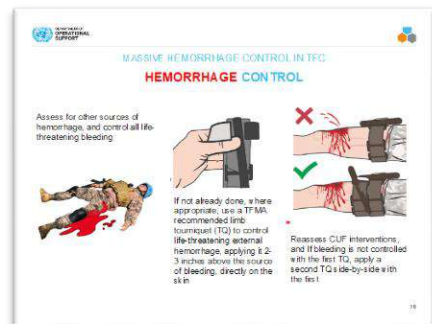 DEPARTMENT OF
OPERATIONAL
SUPPORT
MASSIVE HEMORRHAGE CONTROL IN TFC
HEMORRHAGE CONTROL
Assess for other sources of
hemorrhage, and control all life-
threatening bleeding
If not already done, where
appropriate, use a TFMA
recommended limb
tourniquet (TQ) to control
life-threatening external
hemorrhage, applying it 2-
3 inches above the source
of bleeding, directly on the
skin
Reassess CUF interventions,
and If bleeding is not controlled
with the first TQ, apply a
second TQ side-by-side with
the first